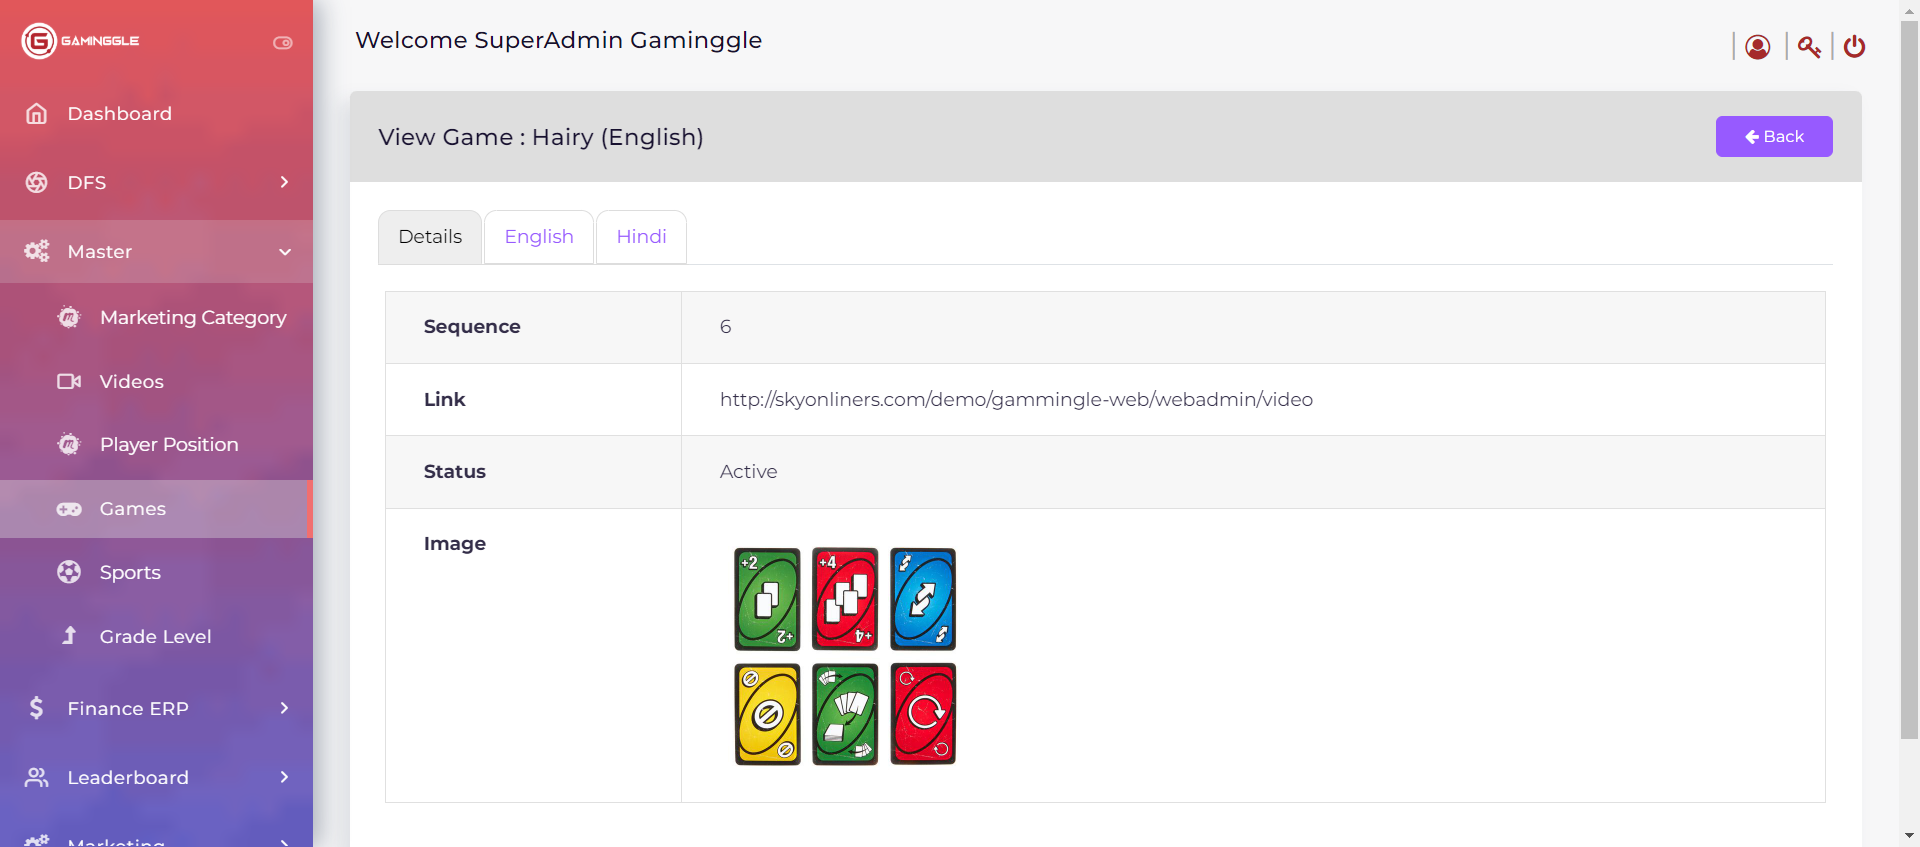 GAMINGGLE
Welcome SuperAdmin Gaminggle
Dashboard
DFS
Master
Marketing Category
Videos
Player Position
Games
Sports
Grade Level
Finance ERP
Leaderboard
Marketing
View Game : Hairy (English)
Back
Details
English
Hindi
Sequence
6
Link
http://skyonliners.com/demo/gammingle-web/webadmin/video
Status
Active
Image
+2
+2
+4
+4